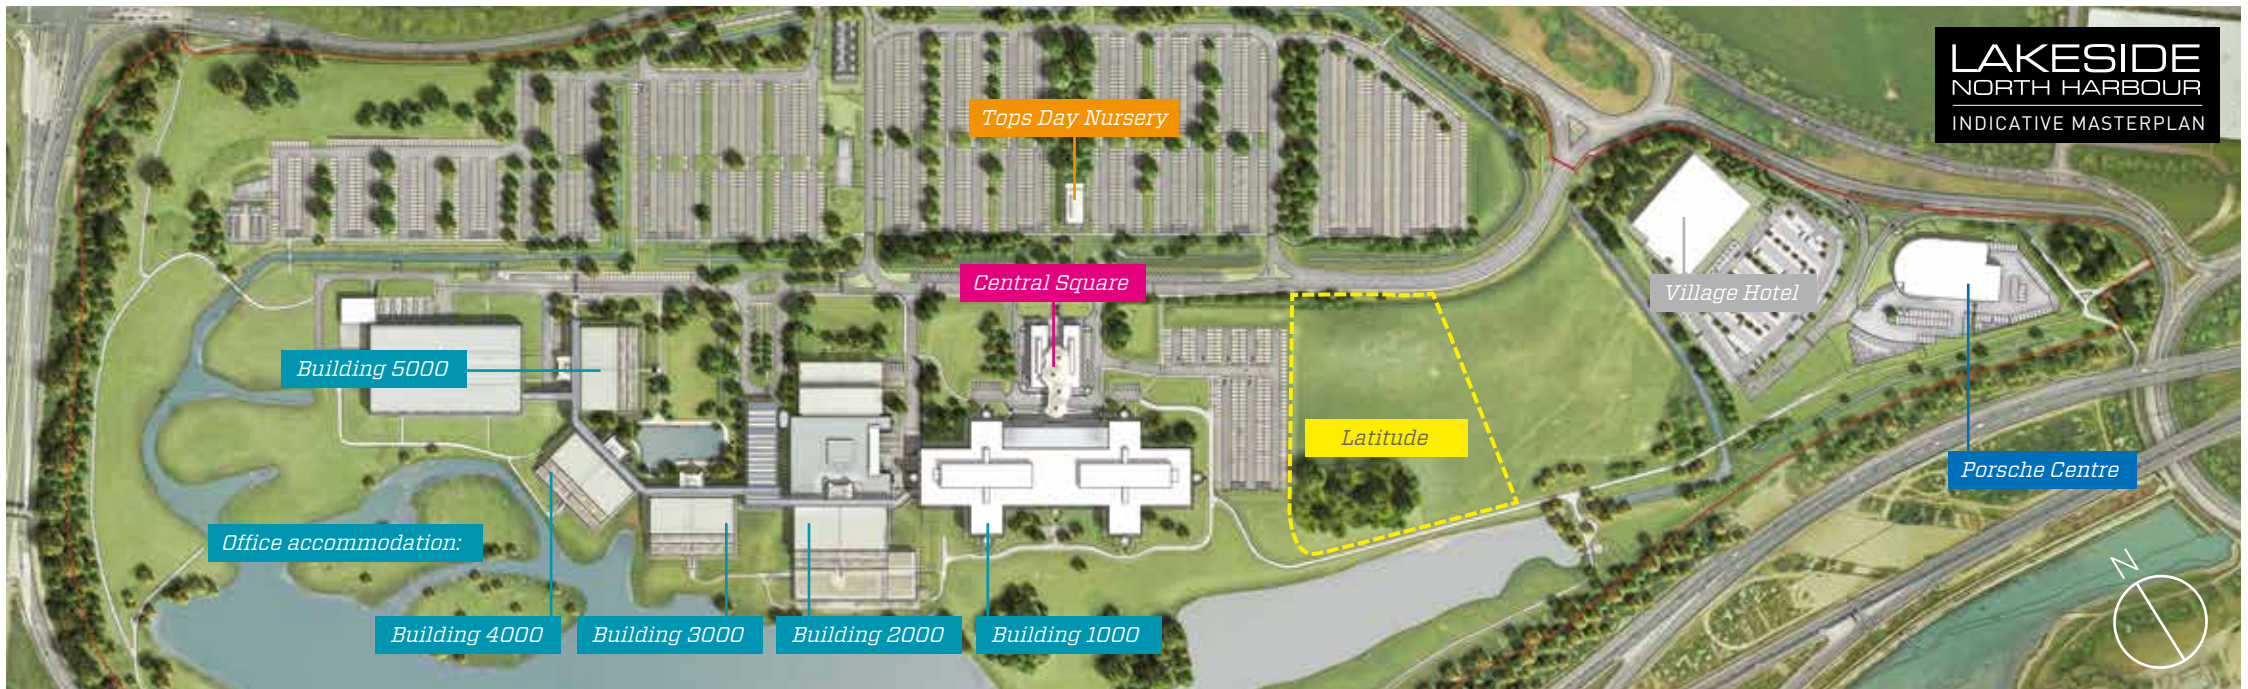 LAKESIDE
NORTH HARBOUR
INDICATIVE MASTERPLAN
Tops Day Nursery
Central Square
Village Hotel
Building 5000
Latitude
Porsche Centre
Office accommodation:
Building 4000
Building 3000
Building 2000
Building 1000
N